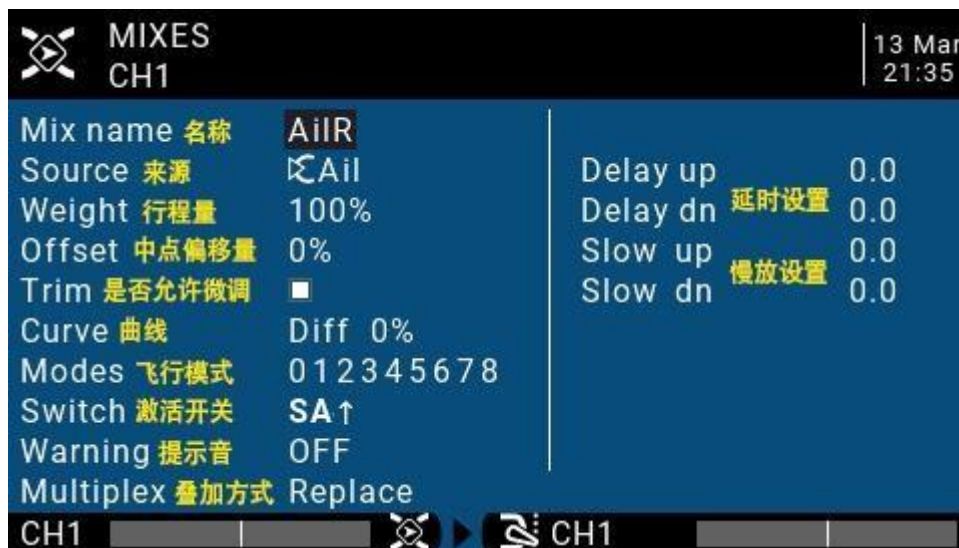 MIXES
CH1
13 Mar
21:35
Mix name 名称 AilR
Source 来源 Ail
Weight 行程量 100%
Offset 中点偏移量 0%
Trim 是否允许微调
Curve 曲线 Diff 0%
Modes 飞行模式 012345678
Switch 激活开关 SA↑
Warning 提示音 OFF
Multiplex 叠加方式 Replace
Delay up 0.0
延时设置
Delay dn 0.0
Slow up 0.0
慢放设置
Slow dn 0.0
CH1
CH1